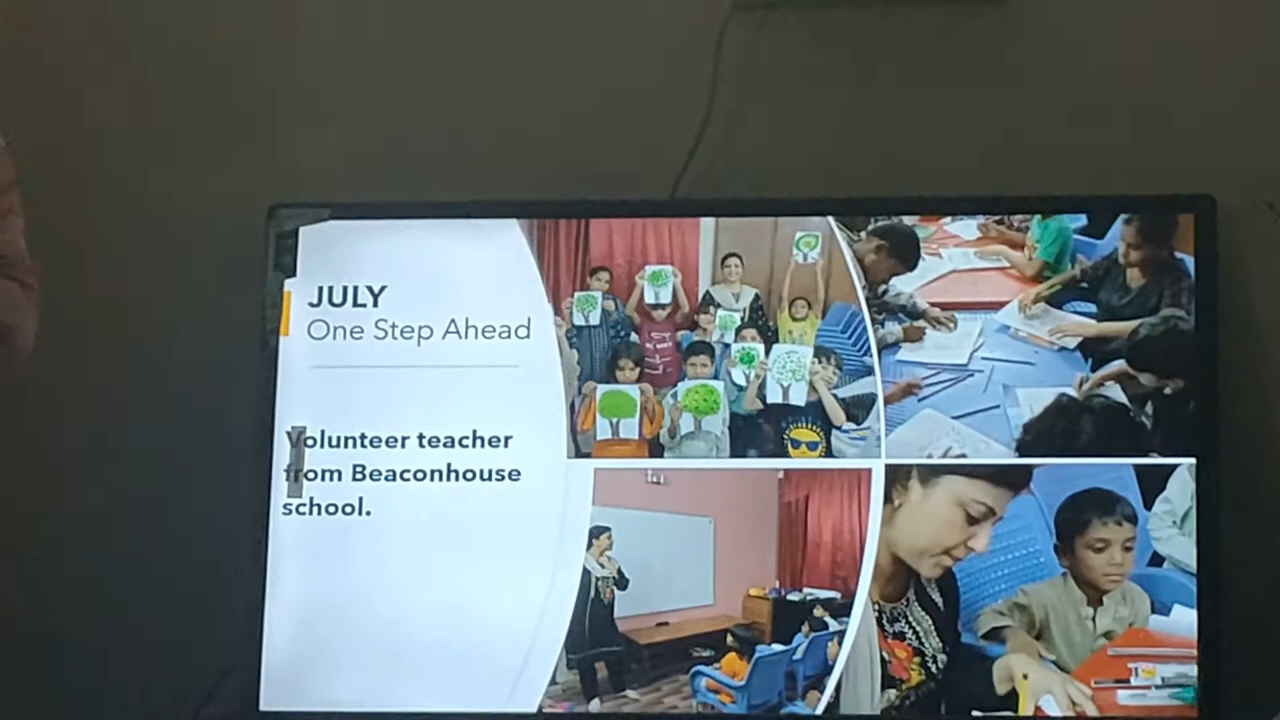 JULY
One Step Ahead
Volunteer teacher
from Beaconhouse
school.